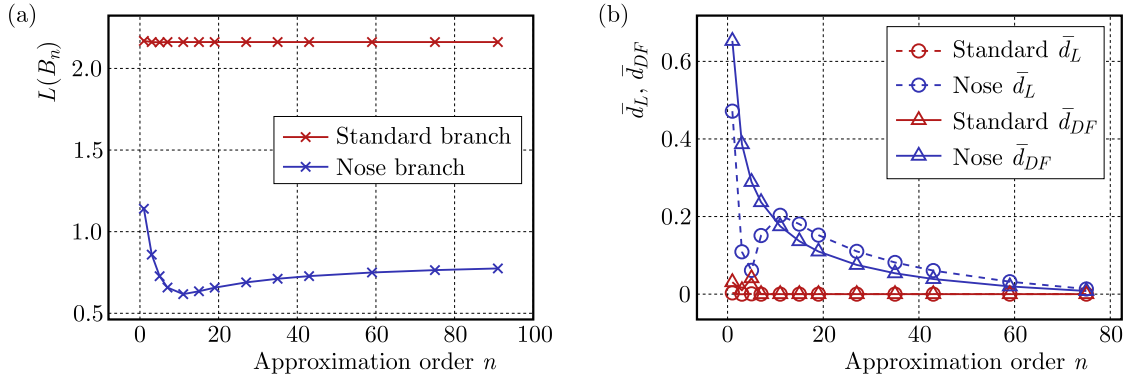 (a)
L(Bₙ)
2.0
1.5
1.0
0.5
0 20 40 60 80 100
Approximation order n
Standard branch
Nose branch
(b)
d̄_L, d̄_DF
0.6
0.4
0.2
0
0 20 40 60 80
Approximation order n
Standard d̄_L
Nose d̄_L
Standard d̄_DF
Nose d̄_DF